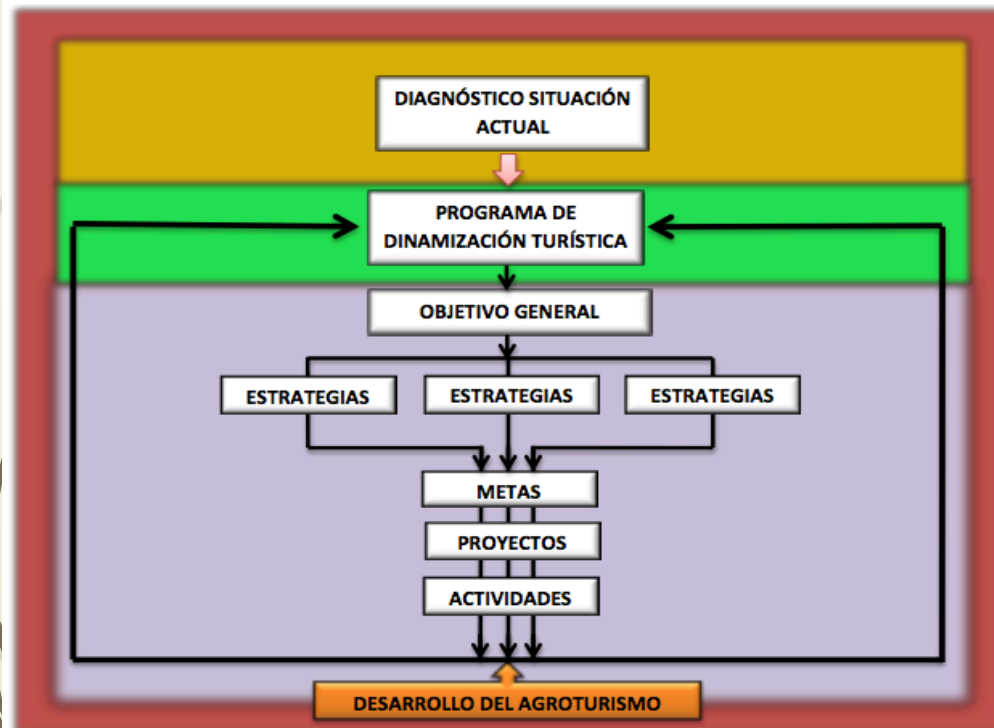 DIAGNÓSTICO SITUACIÓN
ACTUAL
PROGRAMA DE
DINAMIZACIÓN TURÍSTICA
OBJETIVO GENERAL
ESTRATEGIAS
ESTRATEGIAS
ESTRATEGIAS
METAS
PROYECTOS
ACTIVIDADES
DESARROLLO DEL AGROTURISMO